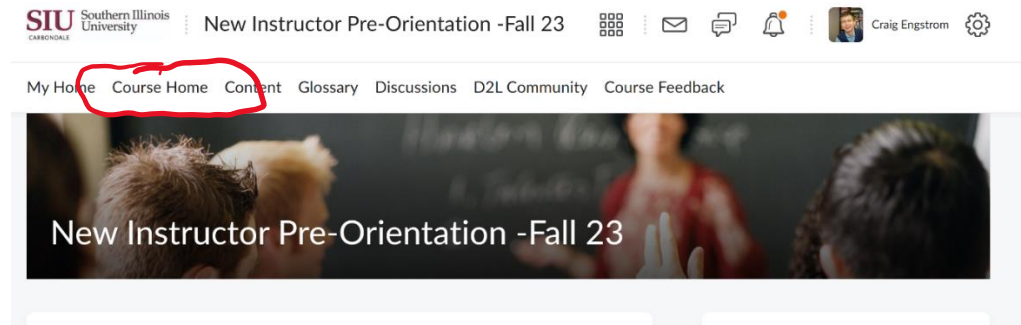 SIU Southern Illinois University
CARBONDALE
New Instructor Pre-Orientation -Fall 23
Craig Engstrom
My Home Course Home Content Glossary Discussions D2L Community Course Feedback
New Instructor Pre-Orientation -Fall 23